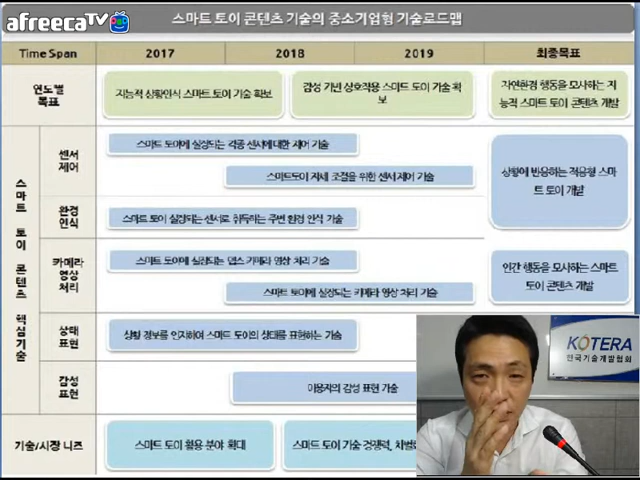 afreecaTV
스마트 토이 콘텐츠 기술의 중소기업형 기술로드맵
Time Span
2017
2018
2019
최종목표
연도별
목표
지능적 상황인식 스마트 토이 기술 확보
감성 기반 상호작용 스마트 토이 기술 확
보
자연환경 행동을 모사하는 지
능적 스마트 토이 콘텐츠 개발
스마트 토이 콘텐츠 핵심기술
센서
제어
스마트 토이에 실장되는 각종 센서에 대한 제어 기술
스마트토이 자세 조절을 위한 센서 제어 기술
상황에 반응하는 적응형 스마
트 토이 개발
환경
인식
스마트 토이 실장되는 센서로 취득하는 주변 환경 인식 기술
카메라
영상
처리
스마트 토이에 실장되는 뎁스 카메라 영상 처리 기술
스마트 토이에 실장되는 카메라 영상 처리 기술
인간 행동을 모사하는 스마트
토이 콘텐츠 개발
상태
표현
상황 정보를 인지하여 스마트 토이의 상태를 표현하는 기술
감성
표현
이용자의 감성 표현 기술
기술/시장 니즈
스마트 토이 활용 분야 확대
스마트 토이 기술 경쟁력, 차별
KOTERA
한국기술개발협회